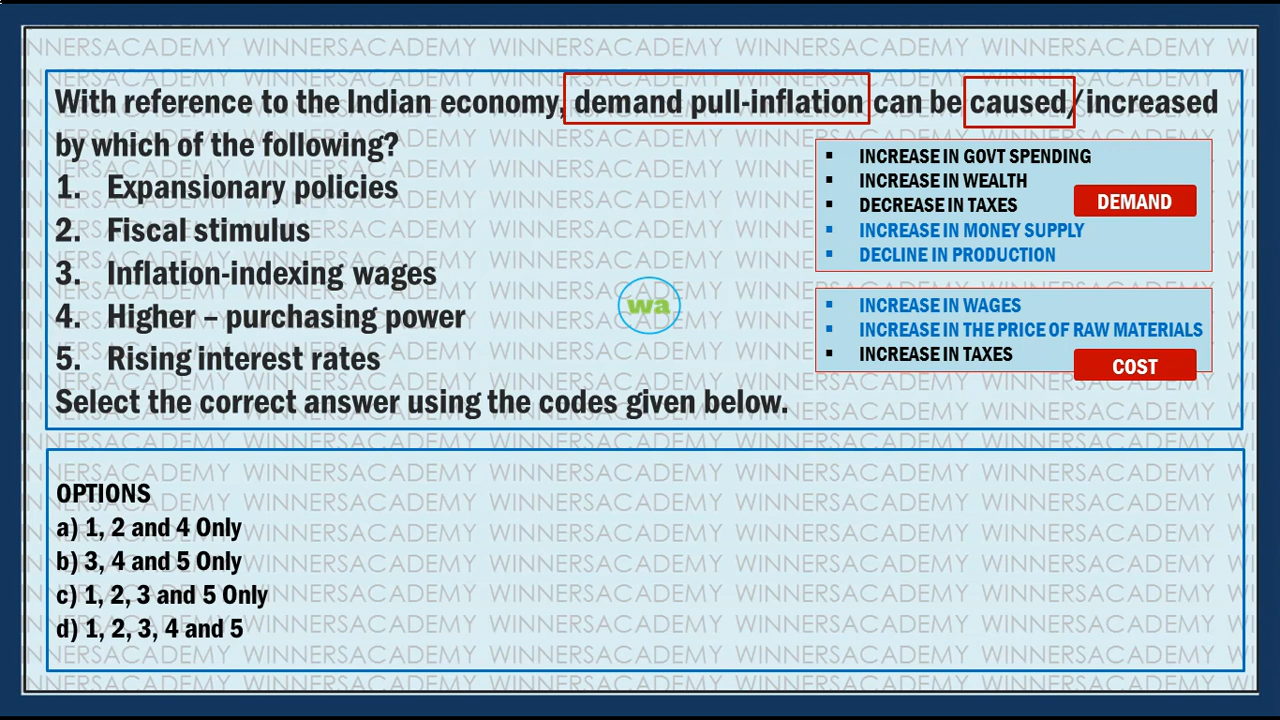 With reference to the Indian economy, demand pull-inflation can be caused/increased
by which of the following?
1. Expansionary policies
2. Fiscal stimulus
3. Inflation-indexing wages
4. Higher – purchasing power
5. Rising interest rates
Select the correct answer using the codes given below.
▪ INCREASE IN GOVT SPENDING
▪ INCREASE IN WEALTH
▪ DECREASE IN TAXES
▪ INCREASE IN MONEY SUPPLY
▪ DECLINE IN PRODUCTION
DEMAND
▪ INCREASE IN WAGES
▪ INCREASE IN THE PRICE OF RAW MATERIALS
▪ INCREASE IN TAXES
COST
wa
OPTIONS
a) 1, 2 and 4 Only
b) 3, 4 and 5 Only
c) 1, 2, 3 and 5 Only
d) 1, 2, 3, 4 and 5
WINNERSACADEMY